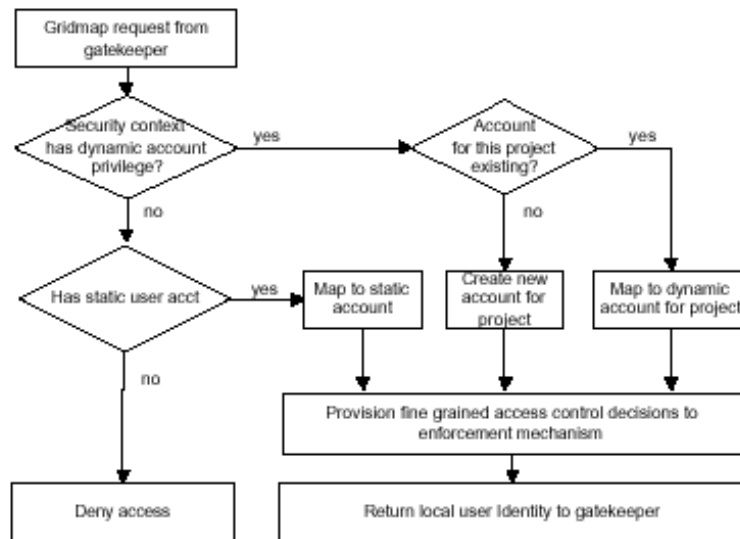 Gridmap request from
gatekeeper
Security context
has dynamic account
privilege?
yes
Account
for this project
existing?
yes
no
no
Has static user acct
yes
Map to static
account
Create new
account for
project
Map to dynamic
account for project
no
Provision fine grained access control decisions to
enforcement mechanism
Deny access
Return local user Identity to gatekeeper